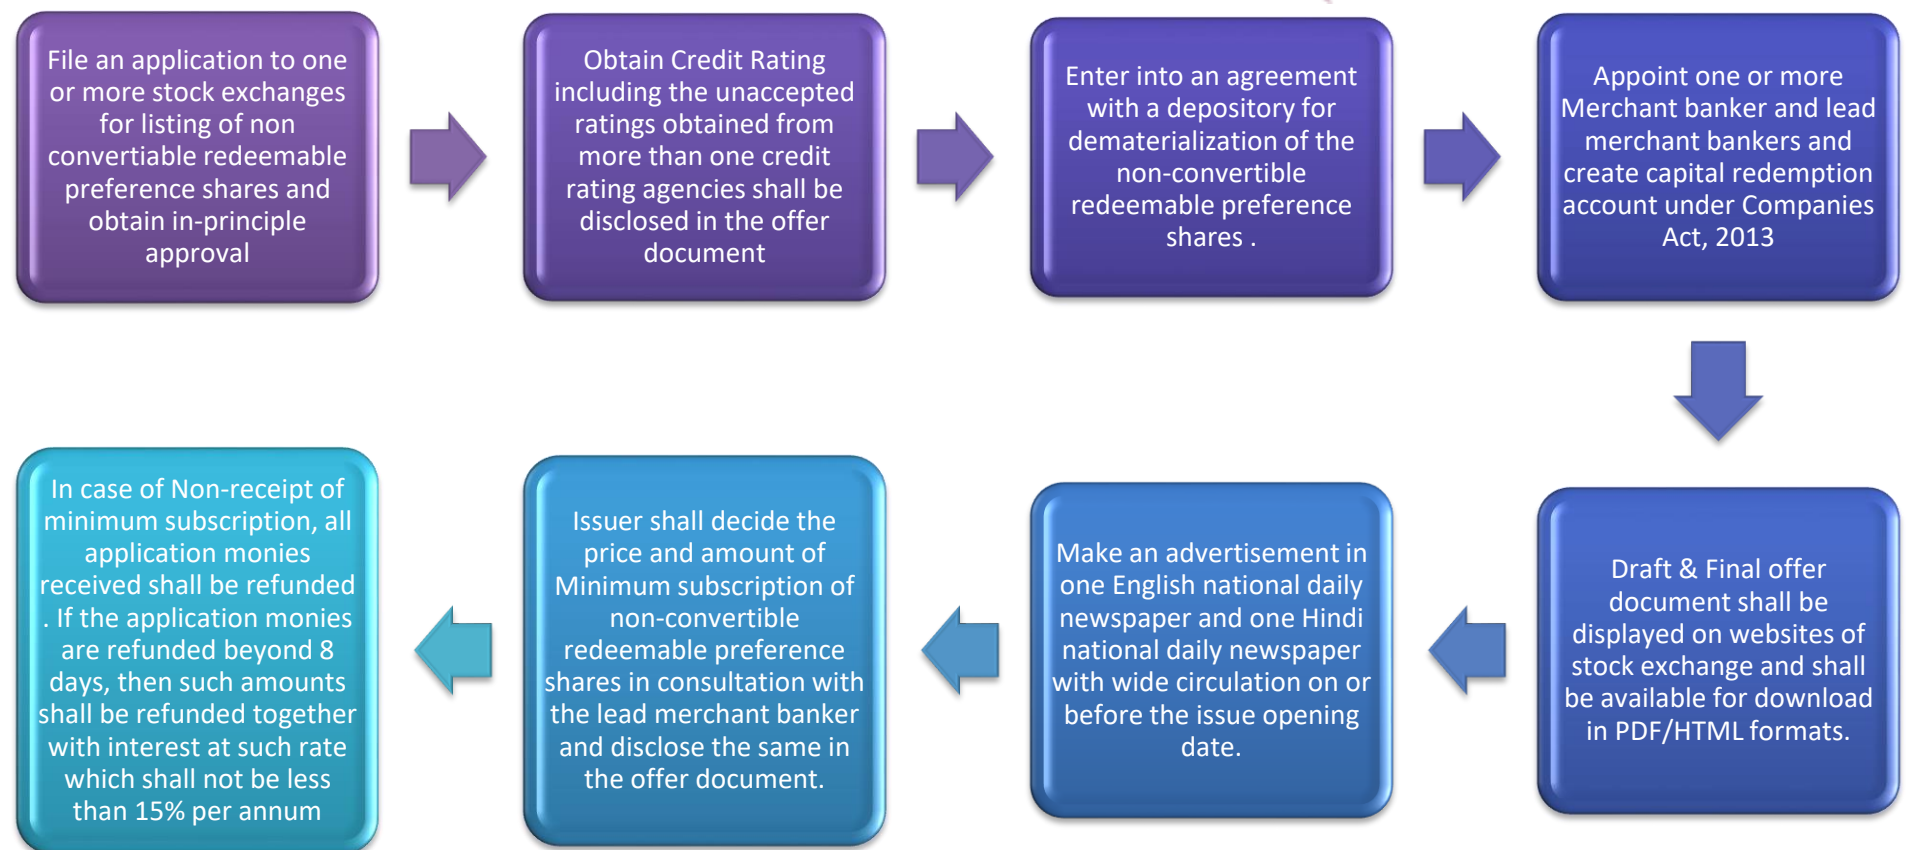 File an application to one
or more stock exchanges
for listing of non
convertiable redeemable
preference shares and
obtain in-principle
approval
Obtain Credit Rating
including the unaccepted
ratings obtained from
more than one credit
rating agencies shall be
disclosed in the offer
document
Enter into an agreement
with a depository for
dematerialization of the
non-convertible
redeemable preference
shares .
Appoint one or more
Merchant banker and lead
merchant bankers and
create capital redemption
account under Companies
Act, 2013
Draft & Final offer
document shall be
displayed on websites of
stock exchange and shall
be available for download
in PDF/HTML formats.
Make an advertisement in
one English national daily
newspaper and one Hindi
national daily newspaper
with wide circulation on or
before the issue opening
date.
Issuer shall decide the
price and amount of
Minimum subscription of
non-convertible
redeemable preference
shares in consultation with
the lead merchant banker
and disclose the same in
the offer document.
In case of Non-receipt of
minimum subscription, all
application monies
received shall be refunded
. If the application monies
are refunded beyond 8
days, then such amounts
shall be refunded together
with interest at such rate
which shall not be less
than 15% per annum